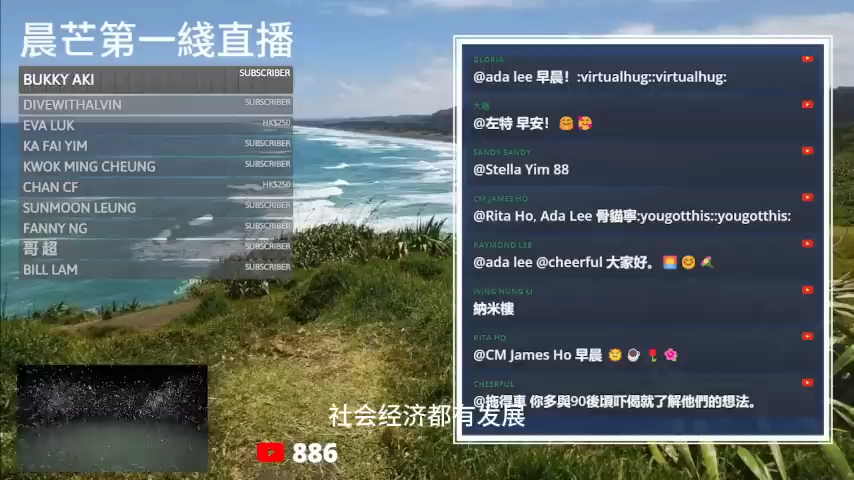 晨芒第一綫直播
BUKKY AKI SUBSCRIBER
DIVEWITHALVIN SUBSCRIBER
EVA LUK HK$250
KA FAI YIM SUBSCRIBER
KWOK MING CHEUNG SUBSCRIBER
CHAN CF HK$250
SUNMOON LEUNG SUBSCRIBER
FANNY NG SUBSCRIBER
哥 超 SUBSCRIBER
BILL LAM SUBSCRIBER
GLORIA
@ada lee 早晨！:virtualhug::virtualhug:
@左特 早安！🤗🥰
SANDY SANDY
@Stella Yim 88
CM JAMES HO
@Rita Ho, Ada Lee 骨貓寧:yougotthis::yougotthis:
RAYMOND LEE
@ada lee @cheerful 大家好。🌅😊💐
WING HUNG LI
納米樓
RITA HO
@CM James Ho 早晨 🌞☕🌹🌺
CHEERFUL
@拖得車 你多與90後傾吓偈就了解他們的想法。
社会经济都有发展
886